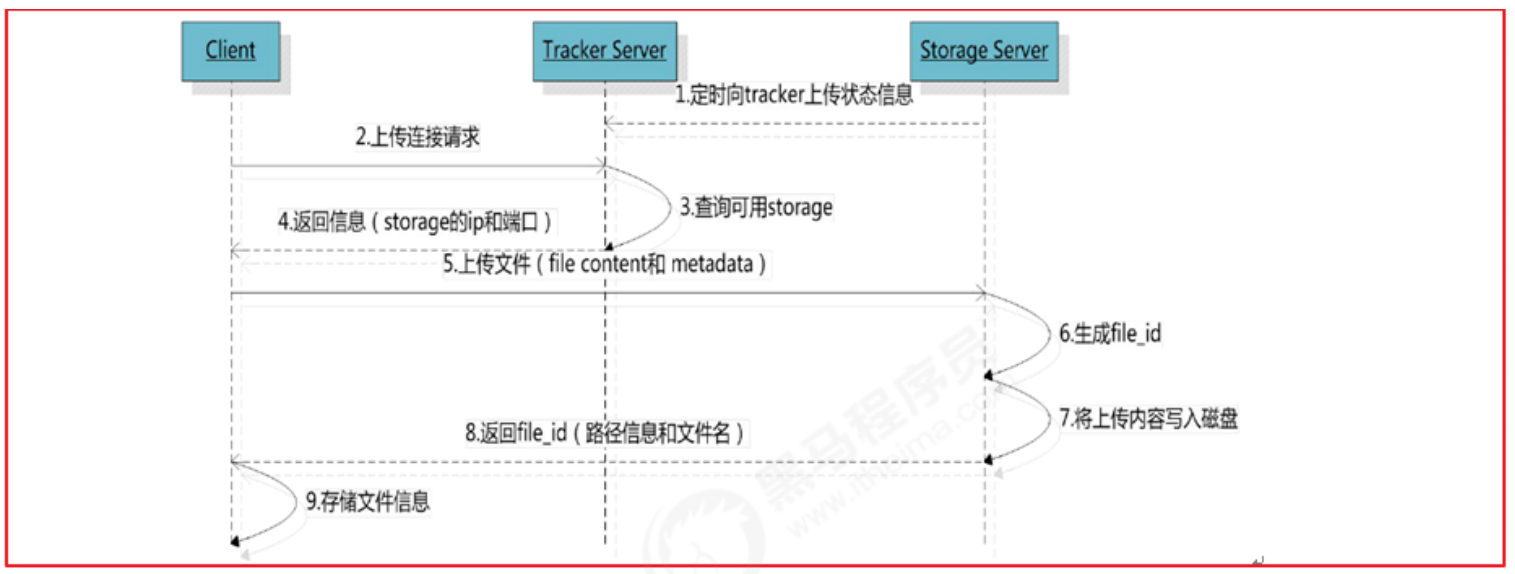 Client
Tracker Server
Storage Server
1.定时向tracker上传状态信息
2.上传连接请求
3.查询可用storage
4.返回信息（storage的ip和端口）
5.上传文件（file content和 metadata）
6.生成file_id
7.将上传内容写入磁盘
8.返回file_id（路径信息和文件名）
9.存储文件信息
黑马程序员
www.itheima.com